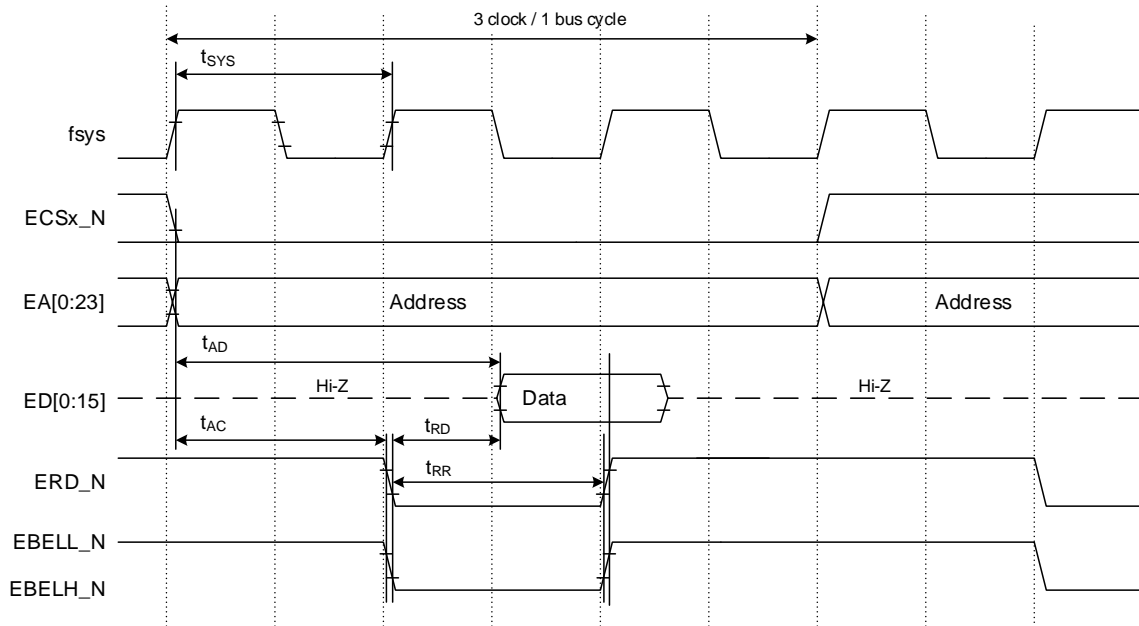 3 clock / 1 bus cycle
tSYS
fsys
ECSx_N
EA[0:23] Address Address
tAD
Hi-Z Hi-Z
ED[0:15] Data
tAC tRD
tRR
ERD_N
EBELL_N
EBELH_N